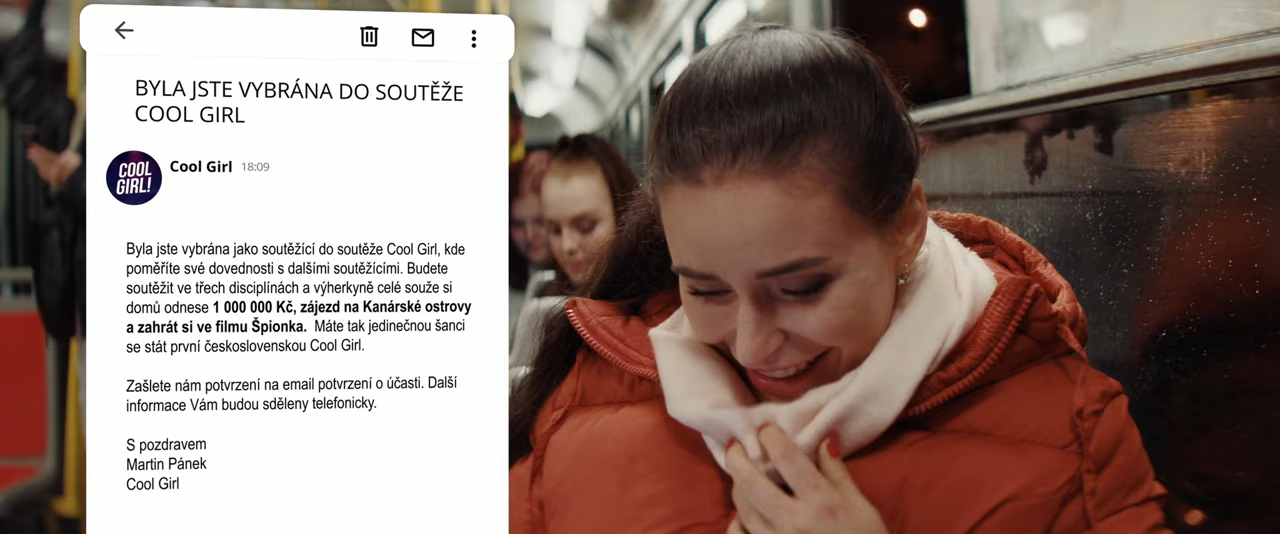 BYLA JSTE VYBRÁNA DO SOUTĚŽE
COOL GIRL
COOL
GIRL!
Cool Girl 18:09
Byla jste vybrána jako soutěžící do soutěže Cool Girl, kde
poměříte své dovednosti s dalšími soutěžícími. Budete
soutěžit ve třech disciplínách a výherkyně celé souže si
domů odnese 1 000 000 Kč, zájezd na Kanárské ostrovy
a zahrát si ve filmu Špionka. Máte tak jedinečnou šanci
se stát první československou Cool Girl.
Zašlete nám potvrzení na email potvrzení o účasti. Další
informace Vám budou sděleny telefonicky.
S pozdravem
Martin Pánek
Cool Girl